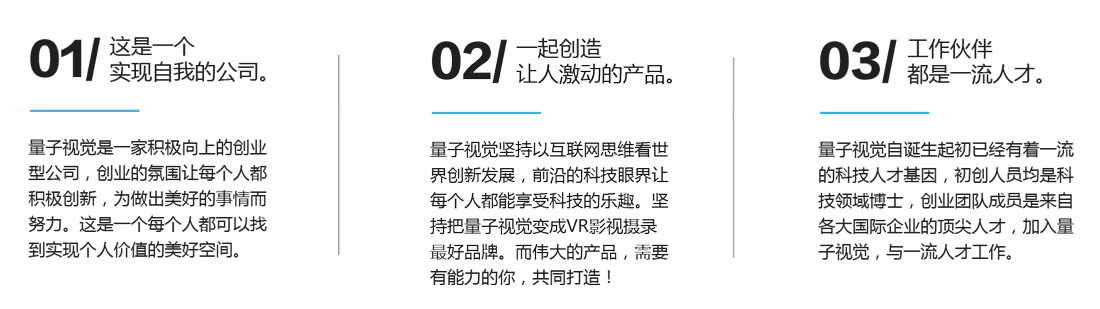 01/ 这是一个
实现自我的公司。
量子视觉是一家积极向上的创业
型公司，创业的氛围让每个人都
积极创新，为做出美好的事情而
努力。这是一个每个人都可以找
到实现个人价值的美好空间。
02/ 一起创造
让人激动的产品。
量子视觉坚持以互联网思维看世
界创新发展，前沿的科技眼界让
每个人都能享受科技的乐趣。坚
持把量子视觉变成VR影视摄录
最好品牌。而伟大的产品，需要
有能力的你，共同打造！
03/ 工作伙伴
都是一流人才。
量子视觉自诞生起初已经有着一流
的科技人才基因，初创人员均是科
技领域博士，创业团队成员是来自
各大国际企业的顶尖人才，加入量
子视觉，与一流人才工作。